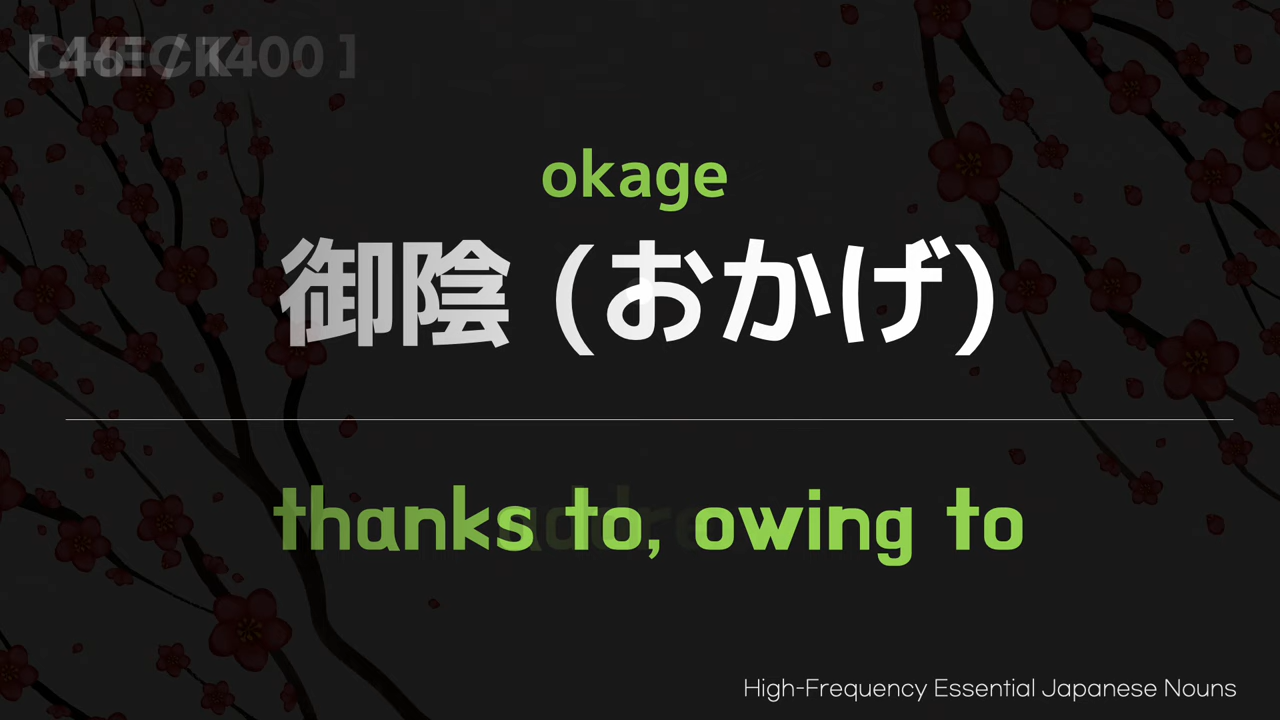 okage
御陰 (おかげ)
thanks to, owing to
High-Frequency Essential Japanese Nouns